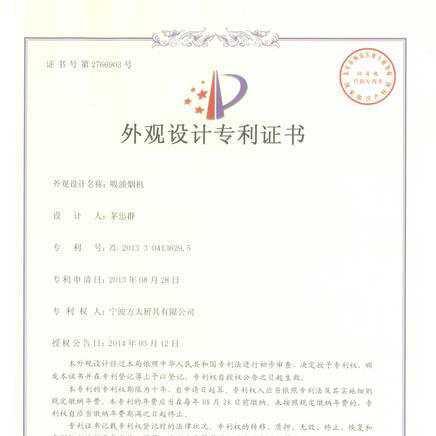 证书号第2766903号
外观设计专利证书
外观设计名称:吸油烟机
设 计 人:茅忠群
专 利 号:ZL 2013 3 0413629.5
专利申请日:2013年08月28日
专 利 权 人:宁波方太厨具有限公司
授权公告日:2014年03月12日
本外观设计经过本局依照中华人民共和国专利法进行初步审查,决定授予专利权,颁
发本证书并在专利登记簿上予以登记。专利权自授权公告之日起生效。
本专利的专利权期限为十年,自申请日起算。专利权人应当依照专利法及其实施细则
规定缴纳年费。本专利的年费应当在每年08月28日前缴纳。未按照规定缴纳年费的,专
利权自应当缴纳年费期满之日起终止。
专利证书记载专利权登记时的法律状况。专利权的转移、质押、无效、终止、恢复和